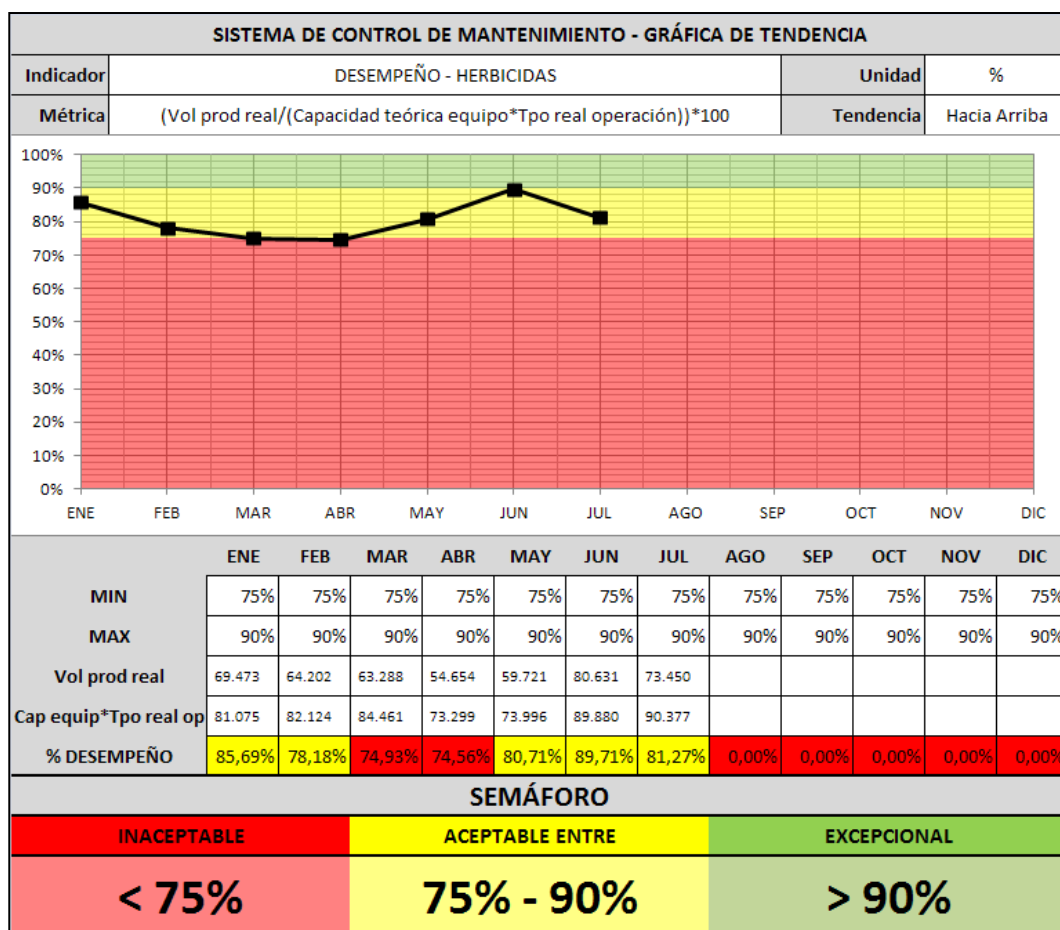 SISTEMA DE CONTROL DE MANTENIMIENTO - GRÁFICA DE TENDENCIA
Indicador DESEMPEÑO - HERBICIDAS Unidad %
Métrica (Vol prod real/(Capacidad teórica equipo*Tpo real operación))*100 Tendencia Hacia Arriba
100%
90%
80%
70%
60%
50%
40%
30%
20%
10%
0%
ENE FEB MAR ABR MAY JUN JUL AGO SEP OCT NOV DIC
ENE FEB MAR ABR MAY JUN JUL AGO SEP OCT NOV DIC
MIN 75% 75% 75% 75% 75% 75% 75% 75% 75% 75% 75% 75%
MAX 90% 90% 90% 90% 90% 90% 90% 90% 90% 90% 90% 90%
Vol prod real 69.473 64.202 63.288 54.654 59.721 80.631 73.450
Cap equip*Tpo real op 81.075 82.124 84.461 73.299 73.996 89.880 90.377
% DESEMPEÑO 85,69% 78,18% 74,93% 74,56% 80,71% 89,71% 81,27% 0,00% 0,00% 0,00% 0,00% 0,00%
SEMÁFORO
INACEPTABLE ACEPTABLE ENTRE EXCEPCIONAL
< 75% 75% - 90% > 90%